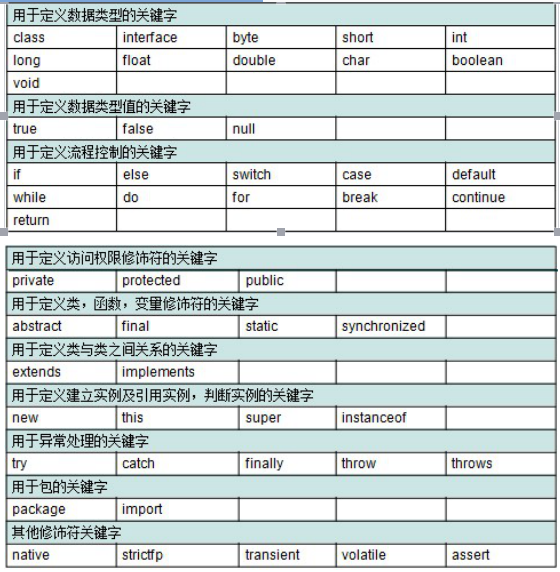 用于定义数据类型的关键字
class interface byte short int
long float double char boolean
void
用于定义数据类型值的关键字
true false null
用于定义流程控制的关键字
if else switch case default
while do for break continue
return
用于定义访问权限修饰符的关键字
private protected public
用于定义类，函数，变量修饰符的关键字
abstract final static synchronized
用于定义类与类之间关系的关键字
extends implements
用于定义建立实例及引用实例，判断实例的关键字
new this super instanceof
用于异常处理的关键字
try catch finally throw throws
用于包的关键字
package import
其他修饰符关键字
native strictfp transient volatile assert